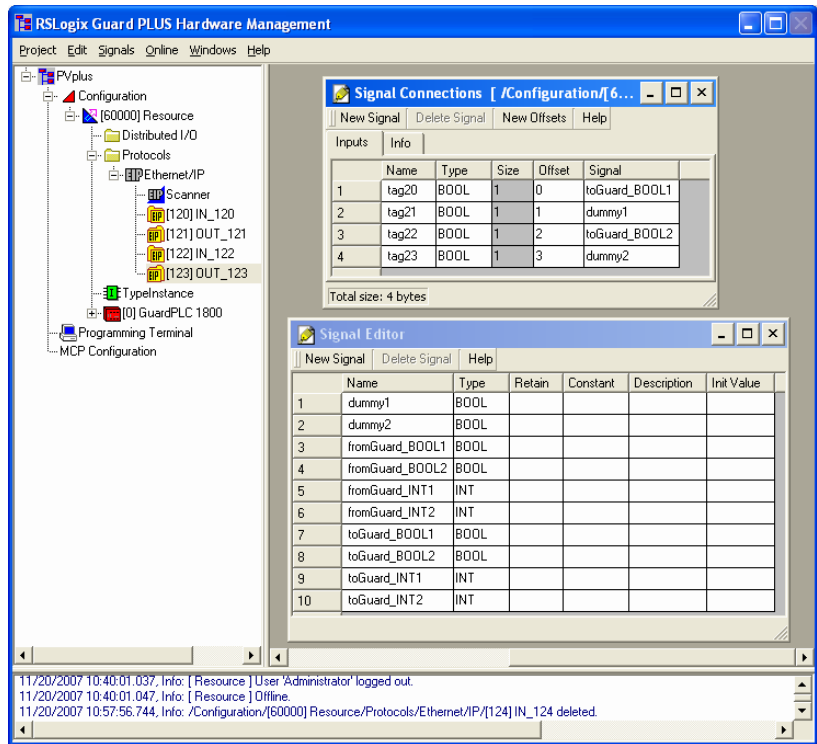 RSLogix Guard PLUS Hardware Management
Project Edit Signals Online Windows Help
PVplus
Configuration
[60000] Resource
Distributed I/O
Protocols
EIP Ethernet/IP
EIP Scanner
EIP [120] IN_120
EIP [121] OUT_121
EIP [122] IN_122
EIP [123] OUT_123
TypeInstance
[0] GuardPLC 1800
Programming Terminal
MCP Configuration
Signal Connections [ /Configuration/[6...
New Signal Delete Signal New Offsets Help
Inputs Info
Name Type Size Offset Signal
1 tag20 BOOL 1 0 toGuard_BOOL1
2 tag21 BOOL 1 1 dummy1
3 tag22 BOOL 1 2 toGuard_BOOL2
4 tag23 BOOL 1 3 dummy2
Total size: 4 bytes
Signal Editor
New Signal Delete Signal Help
Name Type Retain Constant Description Init Value
1 dummy1 BOOL
2 dummy2 BOOL
3 fromGuard_BOOL1 BOOL
4 fromGuard_BOOL2 BOOL
5 fromGuard_INT1 INT
6 fromGuard_INT2 INT
7 toGuard_BOOL1 BOOL
8 toGuard_BOOL2 BOOL
9 toGuard_INT1 INT
10 toGuard_INT2 INT
11/20/2007 10:40:01.037, Info: [ Resource ] User 'Administrator' logged out.
11/20/2007 10:40:01.047, Info: [ Resource ] Offline.
11/20/2007 10:57:56.744, Info: /Configuration/[60000] Resource/Protocols/Ethernet/IP/[124] IN_124 deleted.